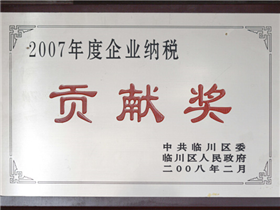 2007年度企业纳税
贡献奖
中共临川区委
临川区人民政府
二00八年二月